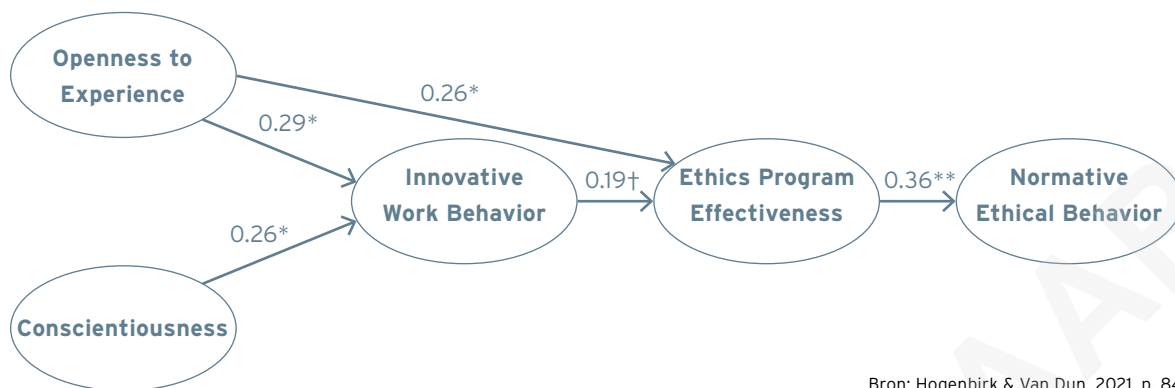 Openness to
Experience
0.26*
0.29*
Innovative
Work Behavior
0.19†
Ethics Program
Effectiveness
0.36**
Normative
Ethical Behavior
0.26*
Conscientiousness
Bron: Hogenbirk & Van Dun, 2021, p. 84